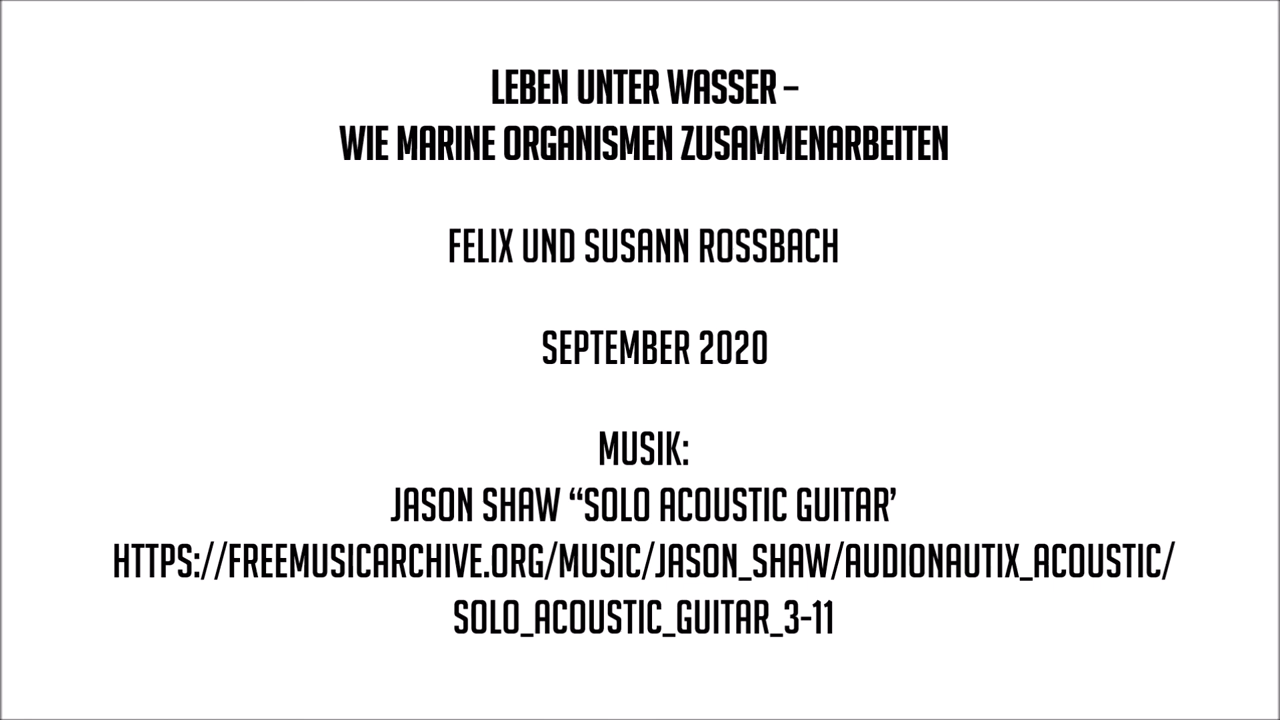 LEBEN UNTER WASSER –
WIE MARINE ORGANISMEN ZUSAMMENARBEITEN
FELIX UND SUSANN ROSSBACH
SEPTEMBER 2020
MUSIK:
JASON SHAW “SOLO ACOUSTIC GUITAR’
HTTPS://FREEMUSICARCHIVE.ORG/MUSIC/JASON_SHAW/AUDIONAUTIX_ACOUSTIC/
SOLO_ACOUSTIC_GUITAR_3-11